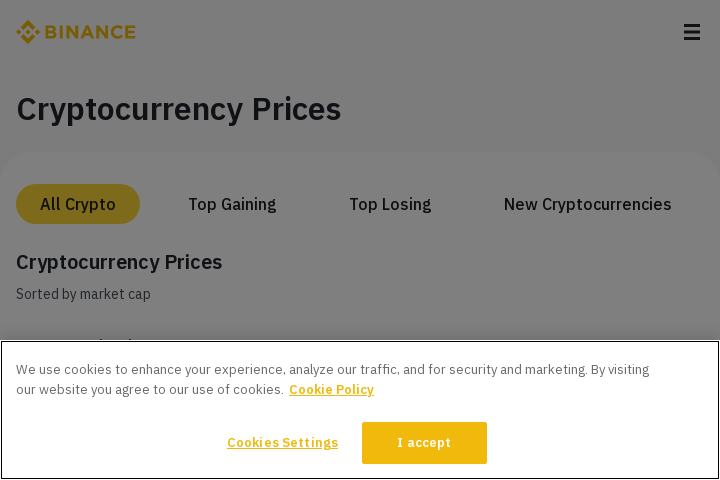 BINANCE
Cryptocurrency Prices
All Crypto
Top Gaining
Top Losing
New Cryptocurrencies
Cryptocurrency Prices
Sorted by market cap
We use cookies to enhance your experience, analyze our traffic, and for security and marketing. By visiting
our website you agree to our use of cookies. Cookie Policy
Cookies Settings
I accept